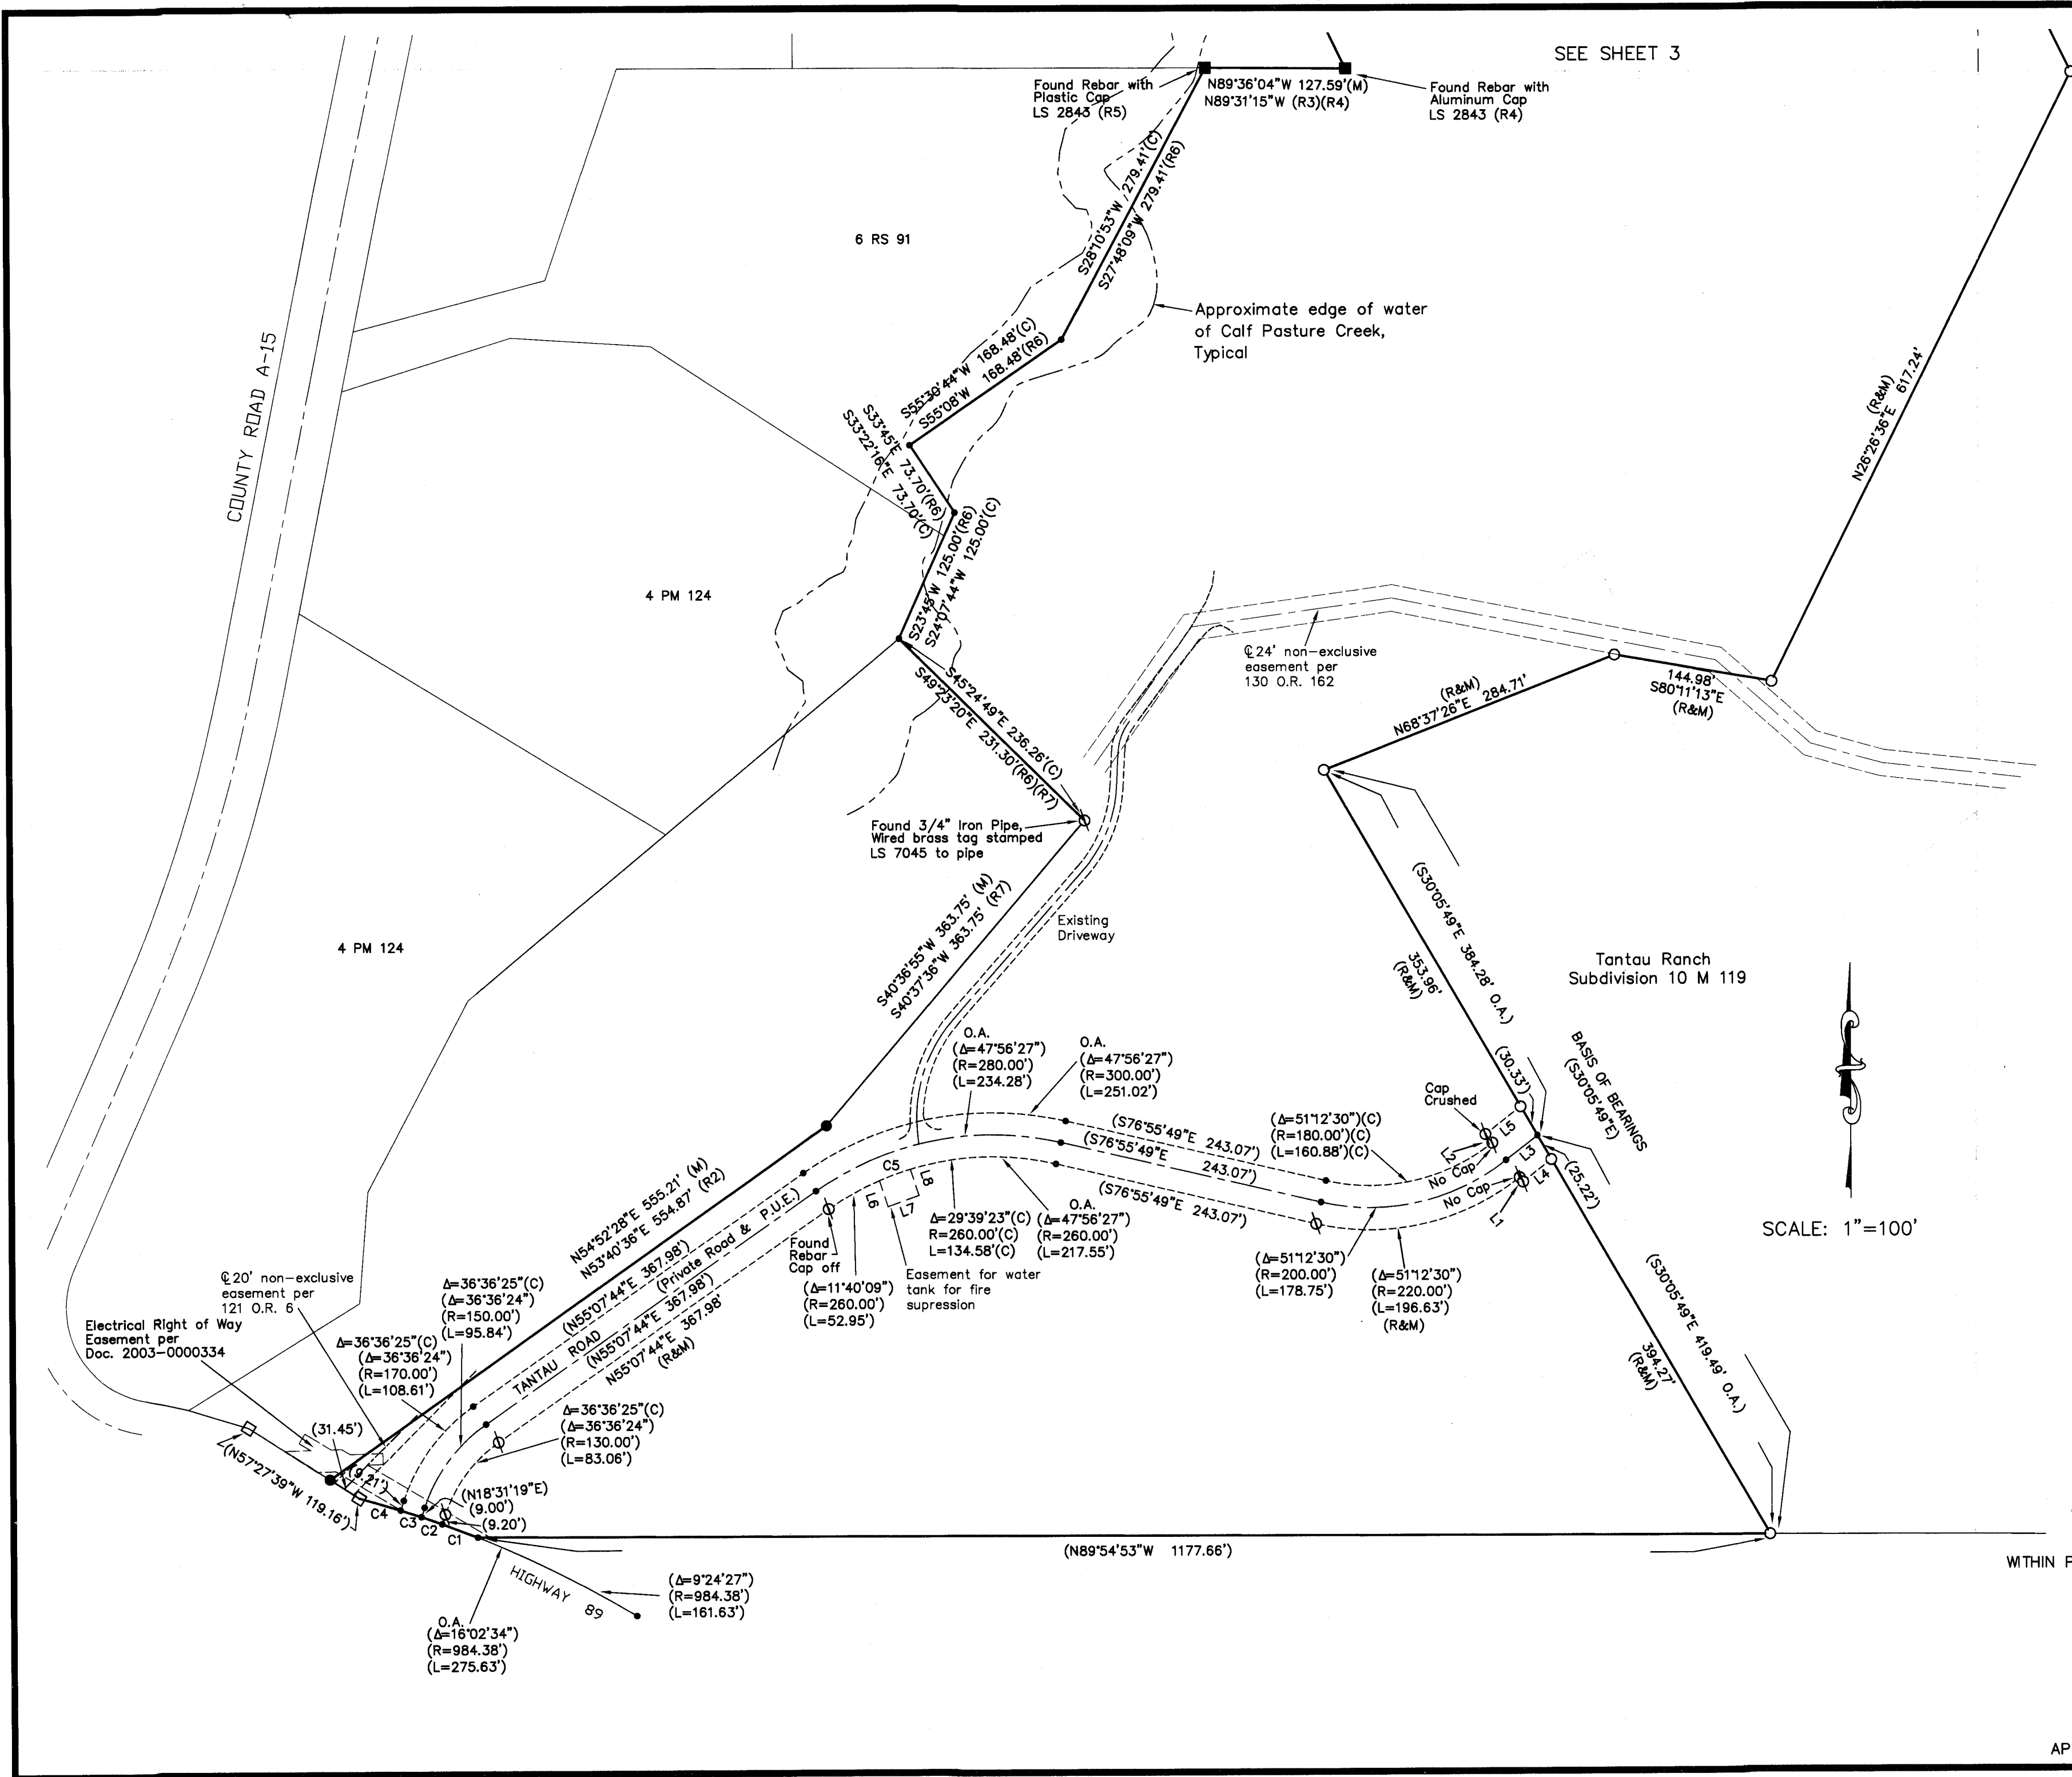 SEE SHEET 3
Found Rebar with
Plastic Cap
LS 2843 (R5)
N89°36'04"W 127.59'(M)
N89°31'15"W (R3)(R4)
Found Rebar with
Aluminum Cap
LS 2843 (R4)
S28°10'53"W 279.41'(C)
S27°48'09"W 279.41'(R6)
6 RS 91
Approximate edge of water
of Calf Pasture Creek,
Typical
COUNTY ROAD A-15
S55°30'44"W 168.48'(C)
S55°08'W 168.48'(R6)
S33°45'E 73.70'(R6)
S33°22'16"E 73.70'(C)
S23°45'W 125.00'(R6)
S24°07'44"W 125.00'(C)
4 PM 124
N26°26'36"E 617.24'
(R&M)
℄24' non-exclusive
easement per
130 O.R. 162
144.98'
S80°11'13"E
(R&M)
(R&M)
N68°37'26"E 284.71'
S45°24'49"E 236.26'(C)
S49°23'20"E 231.30'(R6)(R7)
Found 3/4" Iron Pipe,
Wired brass tag stamped
LS 7045 to pipe
S40°36'55"W 363.75' (M)
S40°37'36"W 363.75' (R7)
Existing
Driveway
4 PM 124
(S30°05'49"E 384.28' O.A.)
353.96'
(R&M)
Tantau Ranch
Subdivision 10 M 119
BASIS OF BEARINGS
(S30°05'49"E)
(30.33')
(25.22')
O.A.
(Δ=47°56'27")
(R=280.00')
(L=234.28')
O.A.
(Δ=47°56'27")
(R=300.00')
(L=251.02')
(S76°55'49"E 243.07')
(S76°55'49"E 243.07')
(S76°55'49"E 243.07')
(Δ=51°12'30")(C)
(R=180.00')(C)
(L=160.88')(C)
Cap
Crushed
L5
L2
No Cap
L3
No Cap
L4
L1
SCALE: 1"=100'
C5
L6
L7
L8
Δ=29°39'23"(C)
R=260.00'(C)
L=134.58'(C)
O.A.
(Δ=47°56'27")
(R=260.00')
(L=217.55')
Easement for water
tank for fire
supression
(Δ=11°40'09")
(R=260.00')
(L=52.95')
Found
Rebar
Cap off
(Δ=51°12'30")
(R=200.00')
(L=178.75')
(Δ=51°12'30")
(R=220.00')
(L=196.63')
(R&M)
N54°52'28"E 555.21' (M)
N53°40'36"E 554.87' (R2)
(N55°07'44"E 367.98')
TANTAU ROAD (Private Road & P.U.E.)
(N55°07'44"E 367.98')
N55°07'44"E 367.98'
(R&M)
℄20' non-exclusive
easement per
121 O.R. 6
Electrical Right of Way
Easement per
Doc. 2003-0000334
Δ=36°36'25"(C)
(Δ=36°36'24")
(R=150.00')
(L=95.84')
Δ=36°36'25"(C)
(Δ=36°36'24")
(R=170.00')
(L=108.61')
Δ=36°36'25"(C)
(Δ=36°36'24")
(R=130.00')
(L=83.06')
(31.45')
(N57°27'39"W 119.16')
(9.21')
(N18°31'19"E)
(9.00')
(9.20')
C4
C3
C2
C1
(S30°05'49"E 419.49' O.A.)
394.27'
(R&M)
(N89°54'53"W 1177.66')
WITHIN P
HIGHWAY 89
(Δ=9°24'27")
(R=984.38')
(L=161.63')
O.A.
(Δ=16°02'34")
(R=984.38')
(L=275.63')
AP